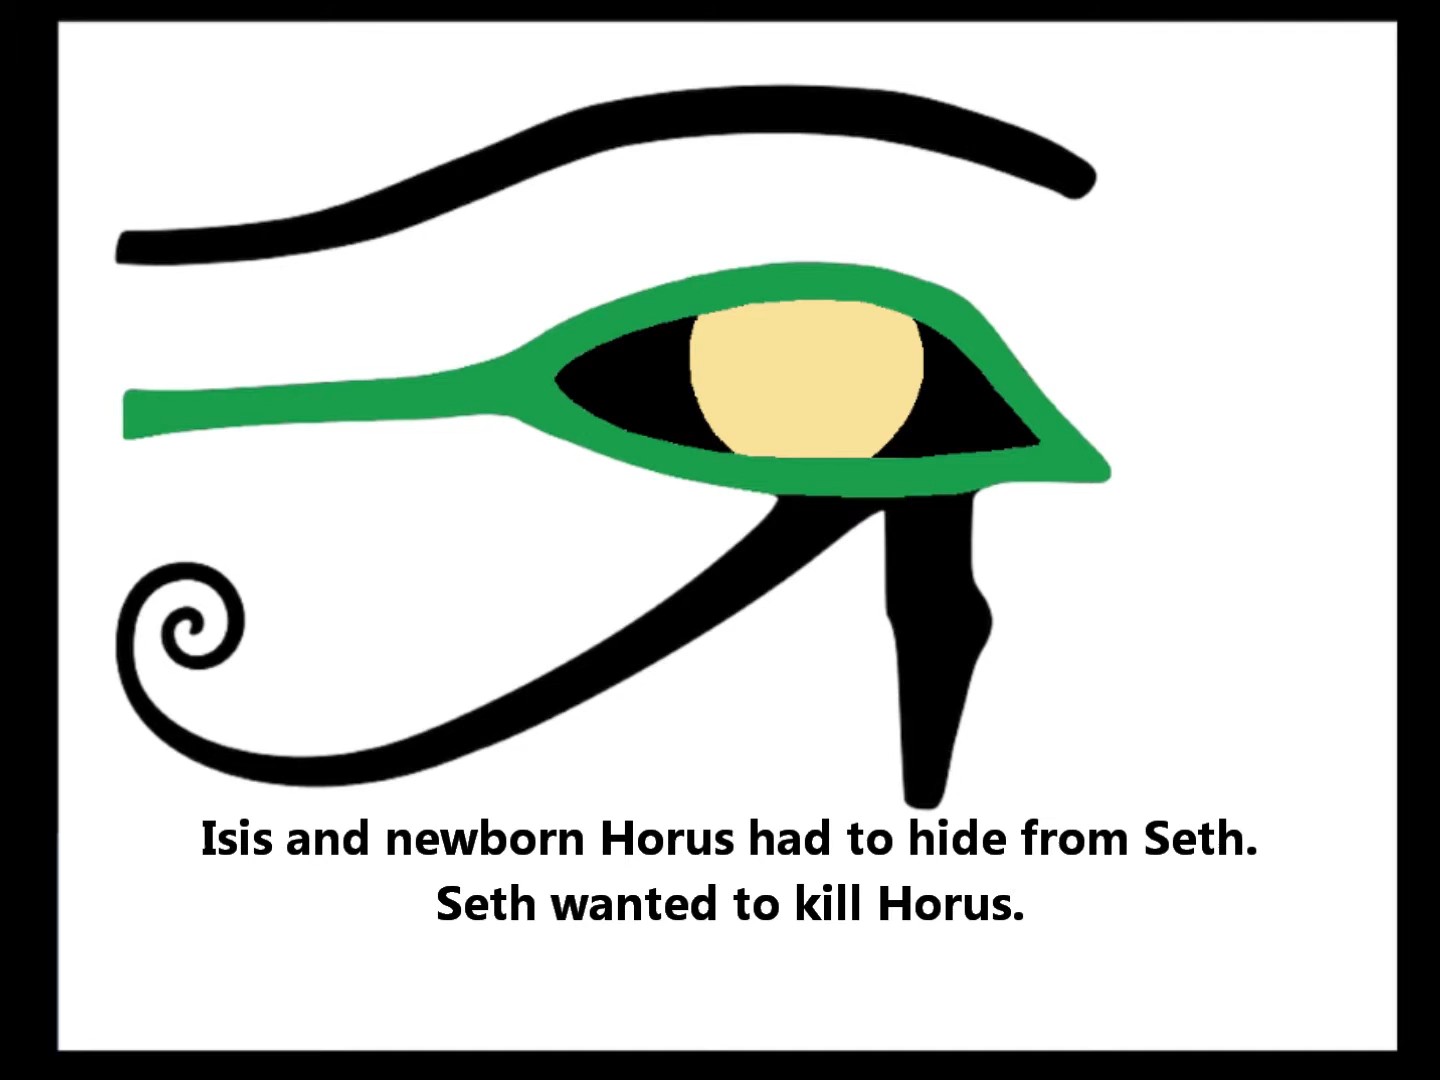 Isis and newborn Horus had to hide from Seth.
Seth wanted to kill Horus.